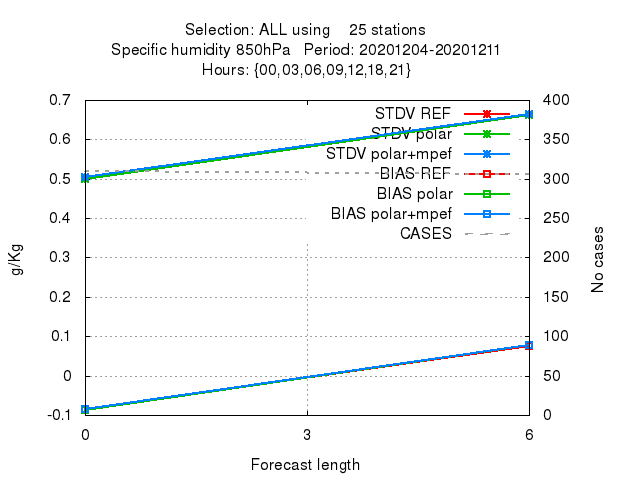 Selection: ALL using    25 stations
Specific humidity 850hPa   Period: 20201204-20201211
Hours: {00,03,06,09,12,18,21}
0.7
0.6
0.5
0.4
0.3
0.2
0.1
0
-0.1
g/Kg
STDV REF
STDV polar
STDV polar+mpef
BIAS REF
BIAS polar
BIAS polar+mpef
CASES
400
350
300
250
200
150
100
50
0
No cases
0 3 6
Forecast length